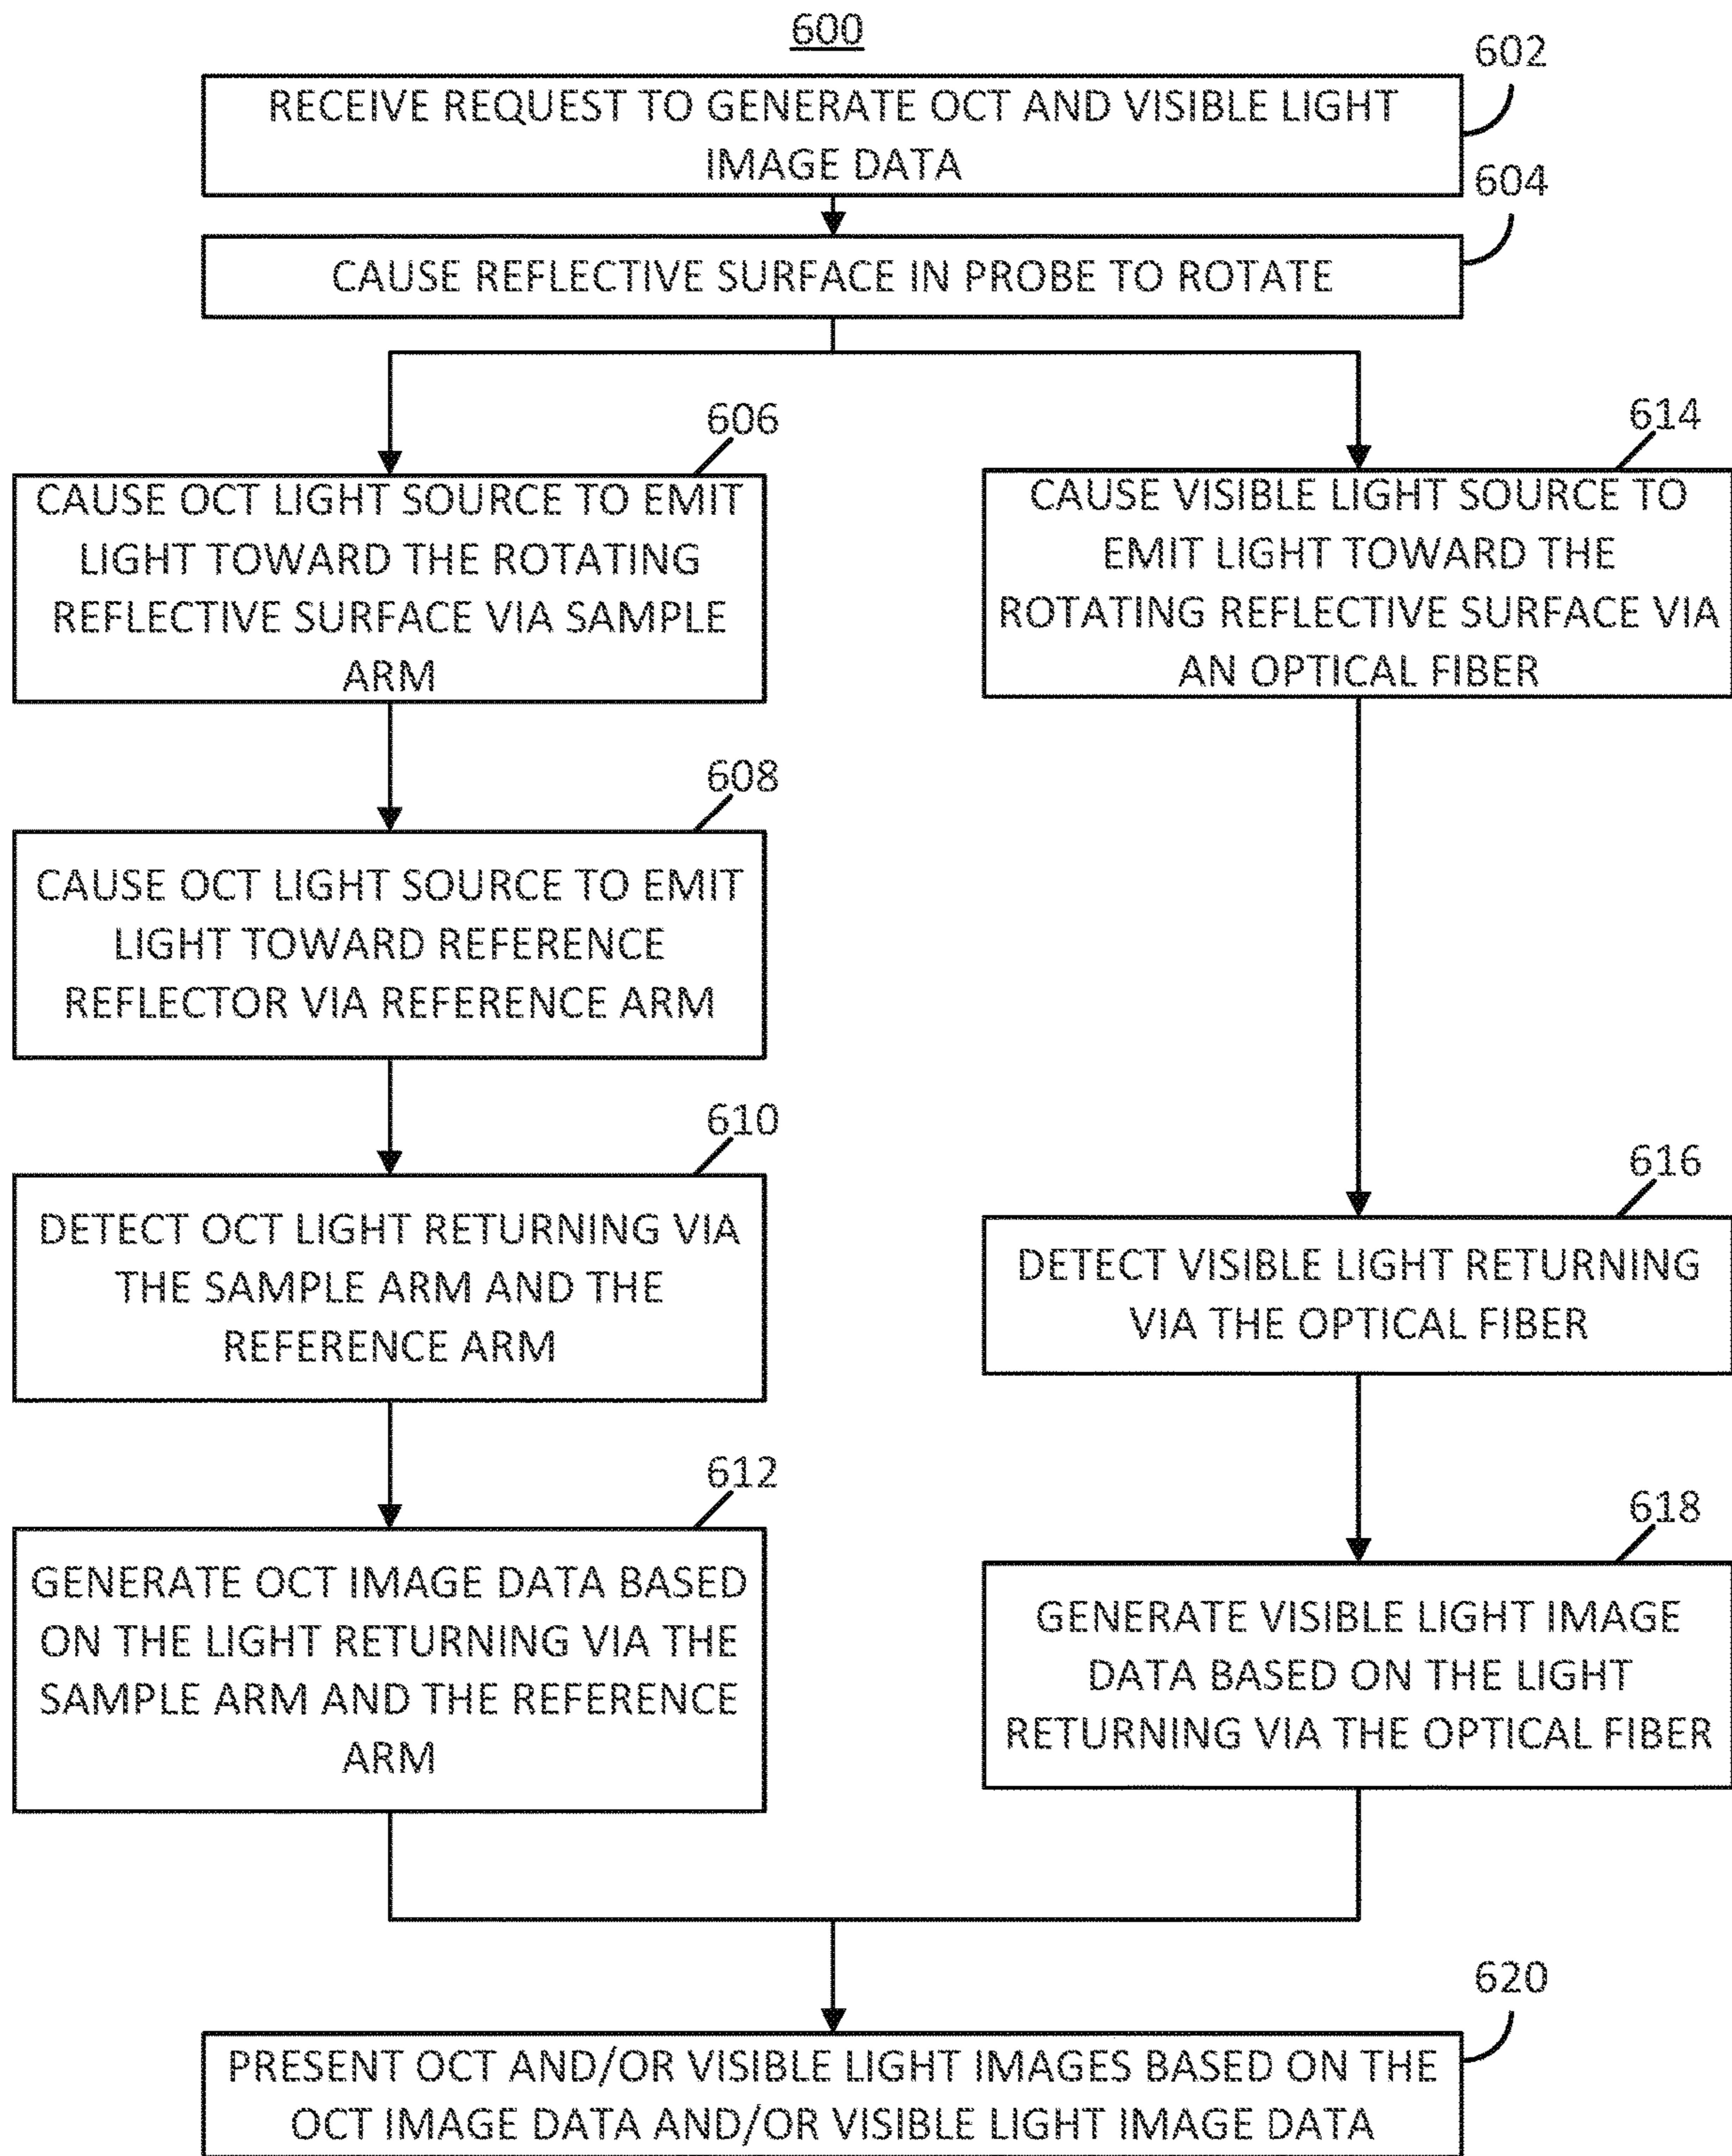 600
602
RECEIVE REQUEST TO GENERATE OCT AND VISIBLE LIGHT
IMAGE DATA
604
CAUSE REFLECTIVE SURFACE IN PROBE TO ROTATE
606
CAUSE OCT LIGHT SOURCE TO EMIT
LIGHT TOWARD THE ROTATING
REFLECTIVE SURFACE VIA SAMPLE
ARM
608
CAUSE OCT LIGHT SOURCE TO EMIT
LIGHT TOWARD REFERENCE
REFLECTOR VIA REFERENCE ARM
610
DETECT OCT LIGHT RETURNING VIA
THE SAMPLE ARM AND THE
REFERENCE ARM
612
GENERATE OCT IMAGE DATA BASED
ON THE LIGHT RETURNING VIA THE
SAMPLE ARM AND THE REFERENCE
ARM
614
CAUSE VISIBLE LIGHT SOURCE TO
EMIT LIGHT TOWARD THE
ROTATING REFLECTIVE SURFACE VIA
AN OPTICAL FIBER
616
DETECT VISIBLE LIGHT RETURNING
VIA THE OPTICAL FIBER
618
GENERATE VISIBLE LIGHT IMAGE
DATA BASED ON THE LIGHT
RETURNING VIA THE OPTICAL FIBER
620
PRESENT OCT AND/OR VISIBLE LIGHT IMAGES BASED ON THE
OCT IMAGE DATA AND/OR VISIBLE LIGHT IMAGE DATA